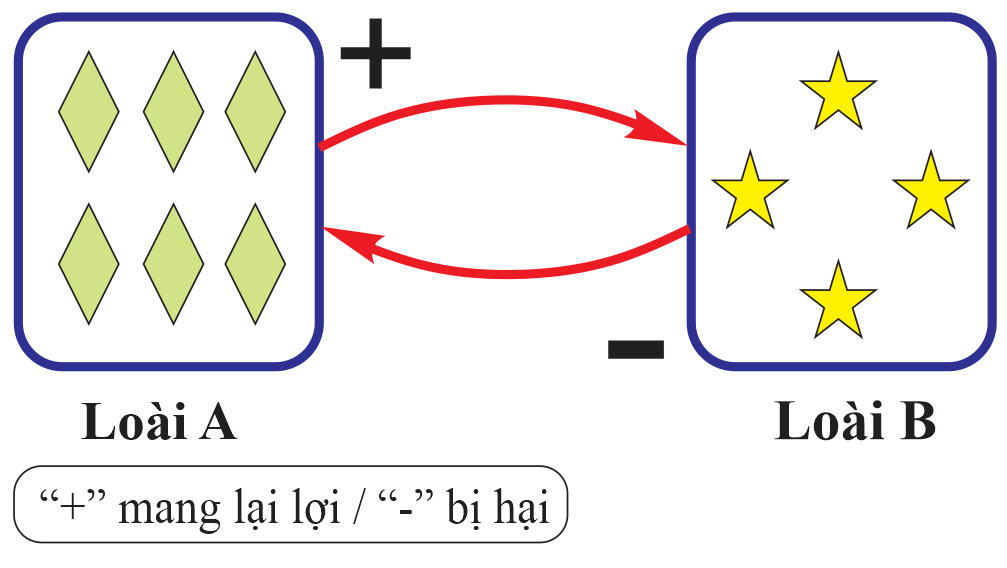 +
-
Loài A
Loài B
“+” mang lại lợi / “-” bị hại